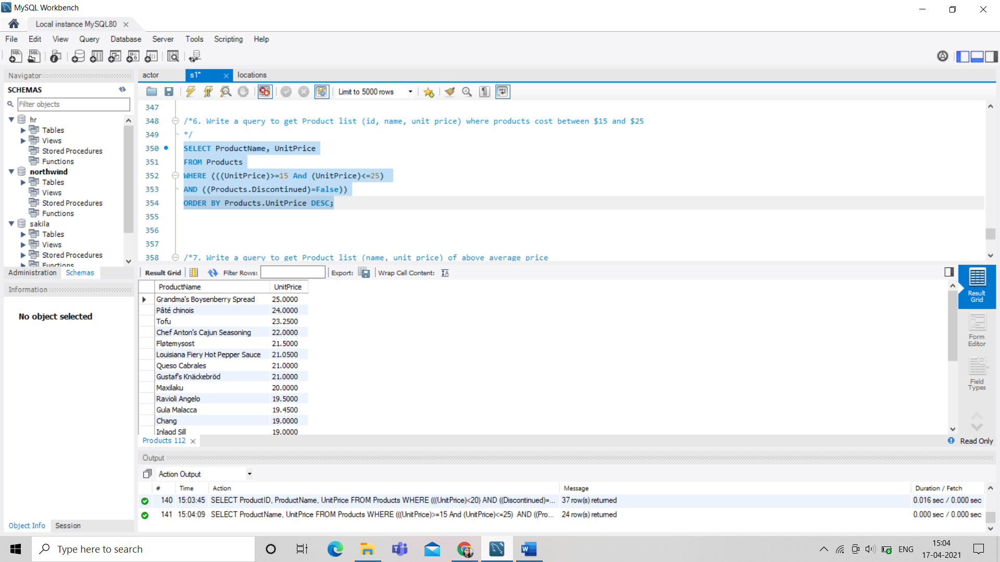 MySQL Workbench
Local instance MySQL80
File Edit View Query Database Server Tools Scripting Help
Navigator
SCHEMAS
Filter objects
hr
Tables
Views
Stored Procedures
Functions
northwind
Tables
Views
Stored Procedures
Functions
sakila
Tables
Views
Stored Procedures
Functions
Administration Schemas
Information
No object selected
Object Info Session
actor s1* locations
Limit to 5000 rows
347
348 /*6. Write a query to get Product list (id, name, unit price) where products cost between $15 and $25
349 */
350 SELECT ProductName, UnitPrice
351 FROM Products
352 WHERE (((UnitPrice)>=15 And (UnitPrice)<=25)
353 AND ((Products.Discontinued)=False))
354 ORDER BY Products.UnitPrice DESC;
355
356
357
358 /*7. Write a query to get Product list (name, unit price) of above average price
Result Grid Filter Rows: Export: Wrap Cell Content:
ProductName UnitPrice
Grandma's Boysenberry Spread 25.0000
Pâté chinois 24.0000
Tofu 23.2500
Chef Anton's Cajun Seasoning 22.0000
Fløtemysost 21.5000
Louisiana Fiery Hot Pepper Sauce 21.0500
Queso Cabrales 21.0000
Gustaf's Knäckebröd 21.0000
Maxilaku 20.0000
Ravioli Angelo 19.5000
Gula Malacca 19.4500
Chang 19.0000
Inlagd Sill 19.0000
Result
Grid
Form
Editor
Field
Types
Products 112
Read Only
Output
Action Output
# Time Action Message Duration / Fetch
140 15:03:45 SELECT ProductID, ProductName, UnitPrice FROM Products WHERE (((UnitPrice)<20) AND ((Discontinued)=... 37 row(s) returned 0.016 sec / 0.000 sec
141 15:04:09 SELECT ProductName, UnitPrice FROM Products WHERE (((UnitPrice)>=15 And (UnitPrice)<=25) AND ((Pro... 24 row(s) returned 0.000 sec / 0.000 sec
Type here to search
ENG
15:04
17-04-2021